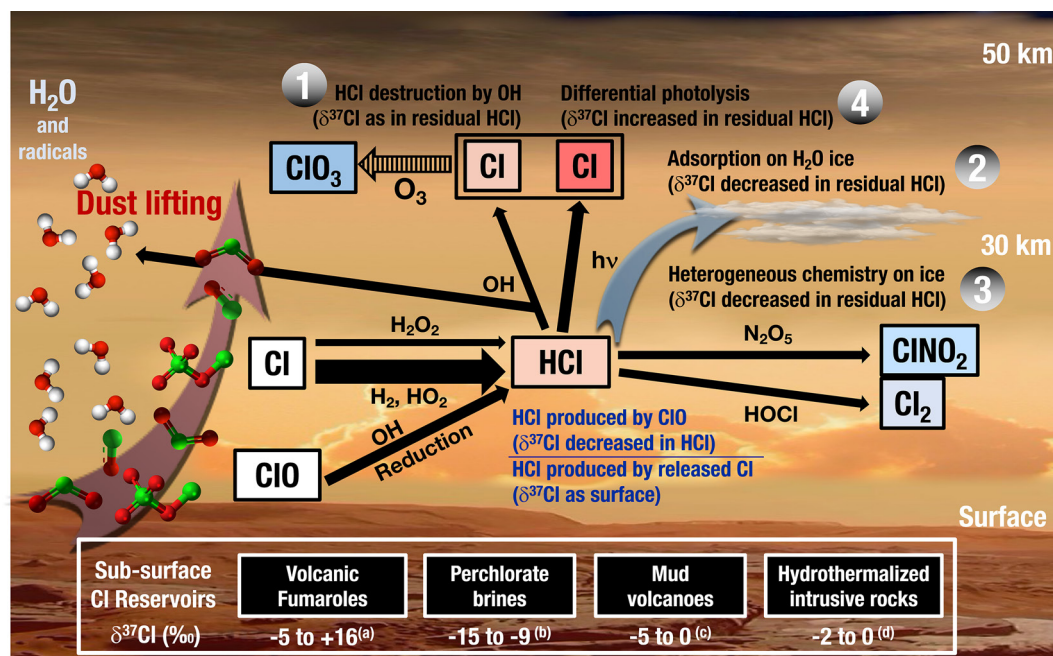 50 km
H₂O
and
radicals
1
HCl destruction by OH
(δ³⁷Cl as in residual HCl)
Differential photolysis
(δ³⁷Cl increased in residual HCl)
4
ClO₃
O₃
Cl
Cl
Adsorption on H₂O ice
(δ³⁷Cl decreased in residual HCl)
2
Dust lifting
30 km
OH
hν
Heterogeneous chemistry on ice
(δ³⁷Cl decreased in residual HCl)
3
Cl
H₂O₂
H₂, HO₂
HCl
N₂O₅
HOCl
ClNO₂
Cl₂
ClO
OH
Reduction
HCl produced by ClO
(δ³⁷Cl decreased in HCl)
HCl produced by released Cl
(δ³⁷Cl as surface)
Surface
Sub-surface
Cl Reservoirs
δ³⁷Cl (‰)
Volcanic
Fumaroles
-5 to +16⁽ᵃ⁾
Perchlorate
brines
-15 to -9 ⁽ᵇ⁾
Mud
volcanoes
-5 to 0 ⁽ᶜ⁾
Hydrothermalized
intrusive rocks
-2 to 0 ⁽ᵈ⁾